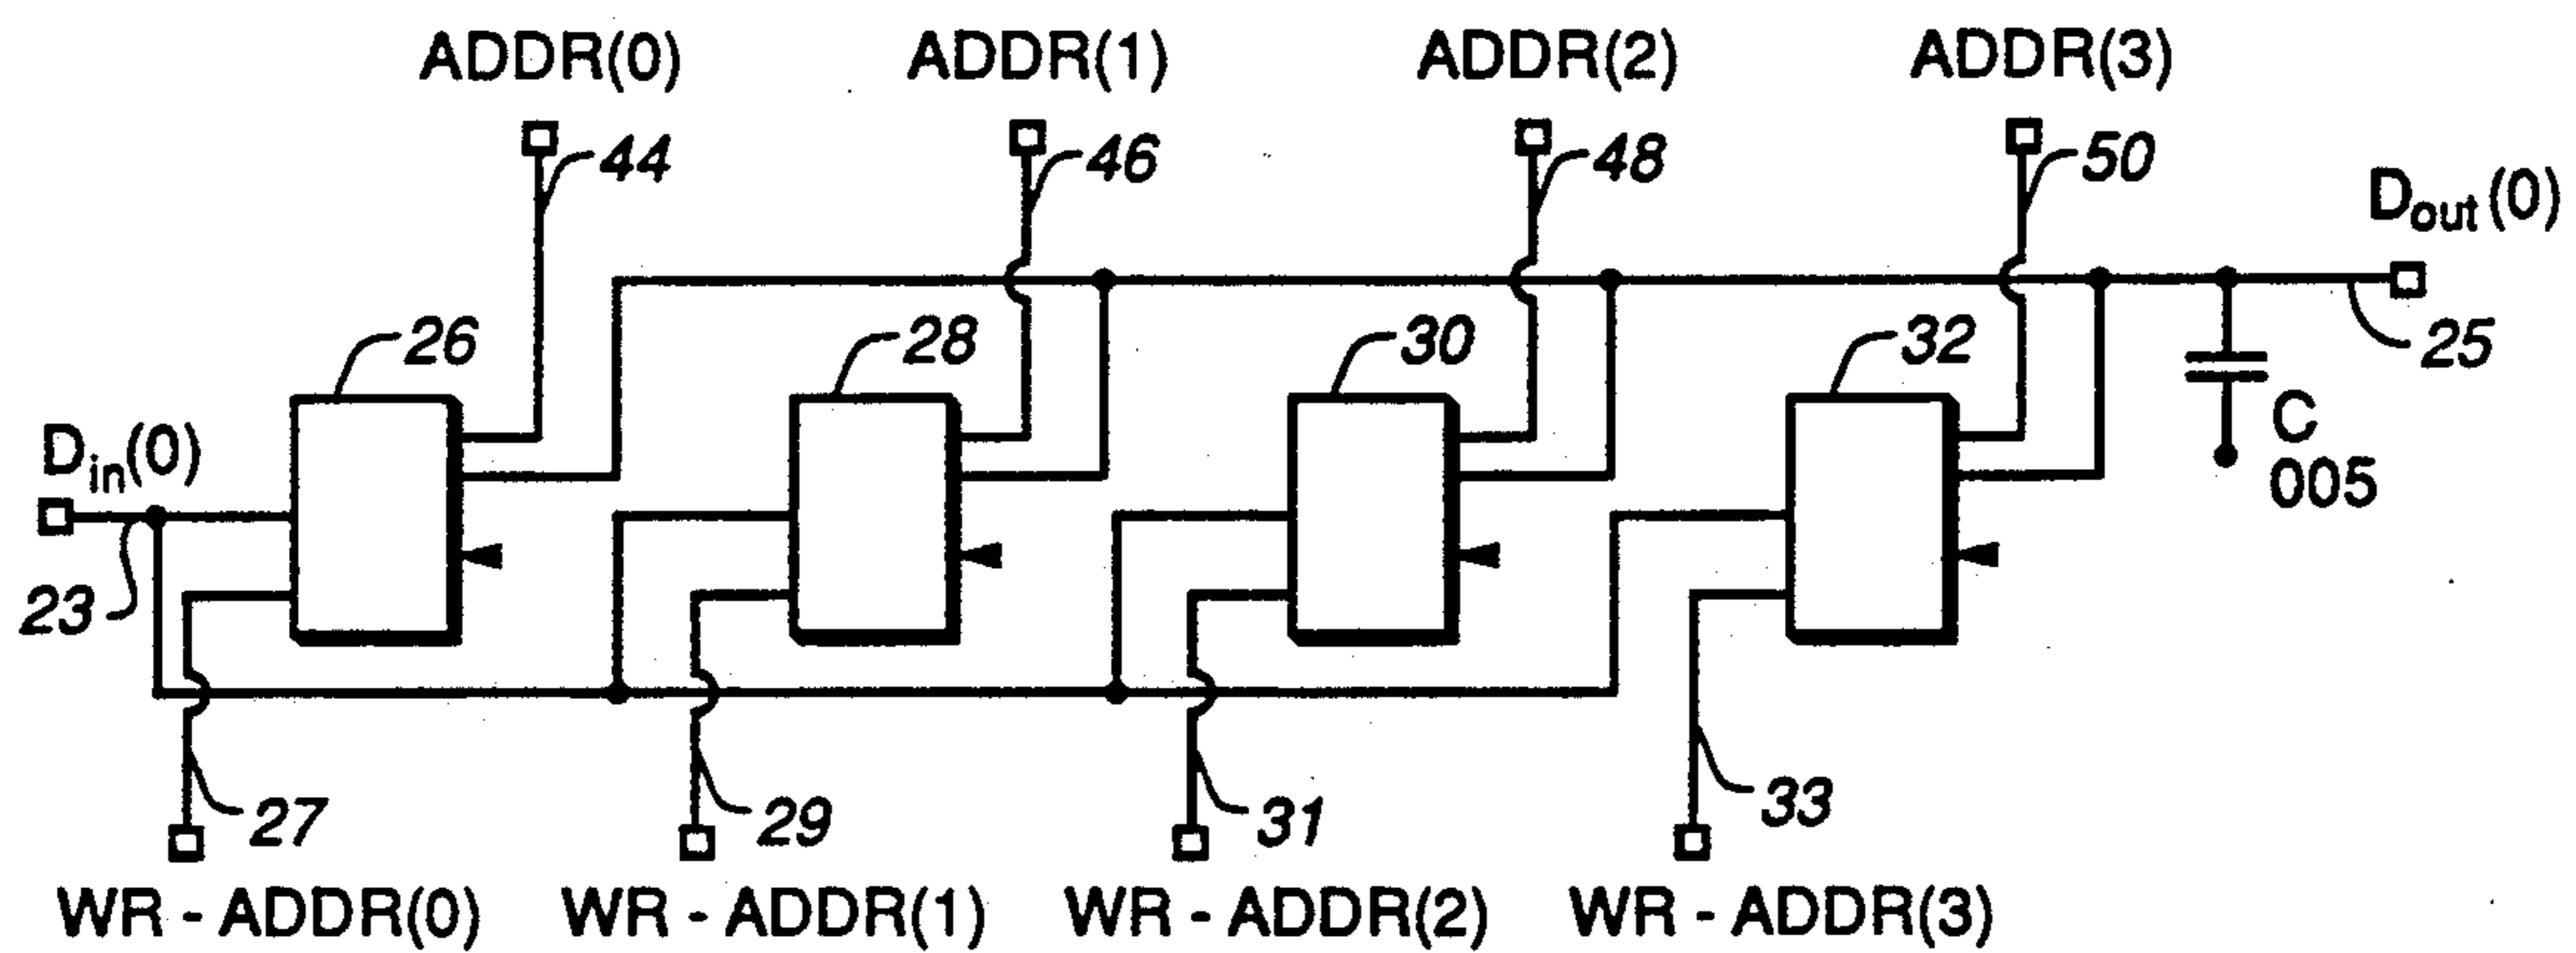 ADDR(0) ADDR(1) ADDR(2) ADDR(3)
44 46 48 50
Dout(0)
26 28 30 32 25
Din(0)
C
005
23
27 29 31 33
WR - ADDR(0) WR - ADDR(1) WR - ADDR(2) WR - ADDR(3)